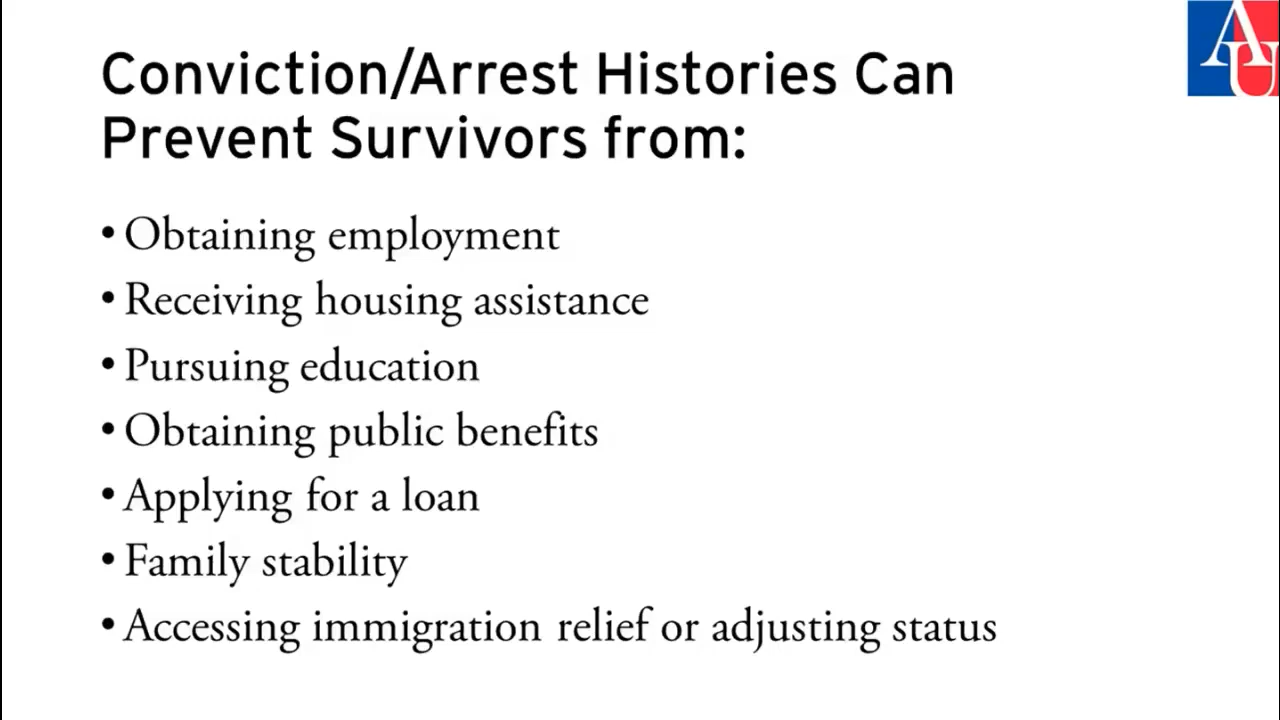 AU
Conviction/Arrest Histories Can
Prevent Survivors from:
• Obtaining employment
• Receiving housing assistance
• Pursuing education
• Obtaining public benefits
• Applying for a loan
• Family stability
• Accessing immigration relief or adjusting status